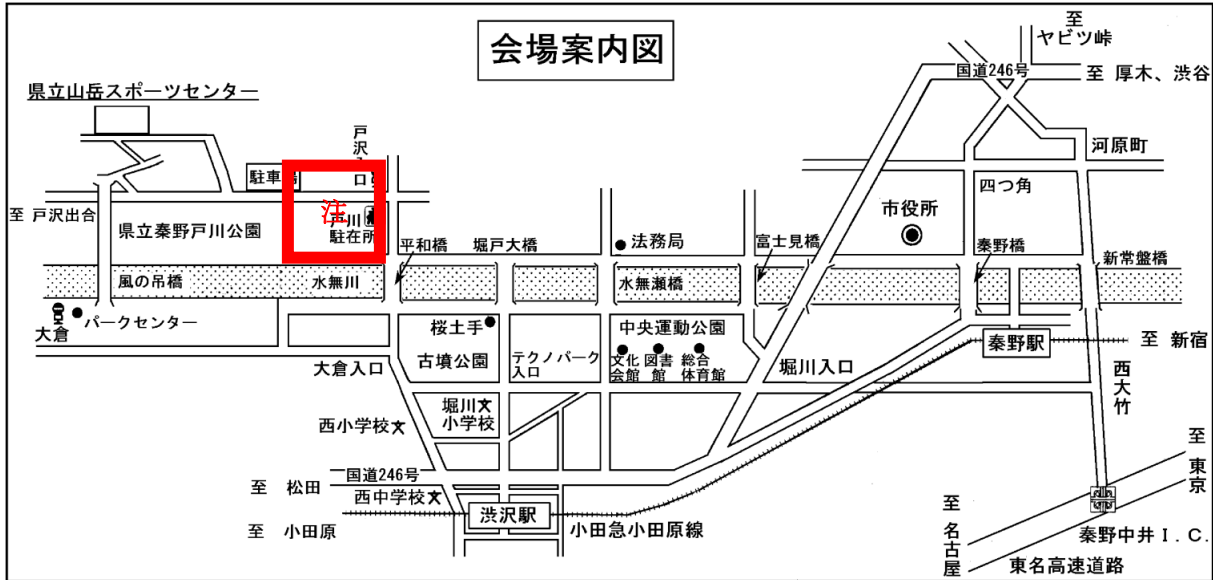 会場案内図
至
ヤビツ峠
国道246号
至 厚木、渋谷
県立山岳スポーツセンター
河原町
戸沢入口
駐車場
注
四つ角
市役所
至 戸沢出合
県立秦野戸川公園
戸川
駐在所
平和橋
堀戸大橋
法務局
富士見橋
秦野橋
新常盤橋
風の吊橋
水無川
水無瀬橋
大倉
パークセンター
桜土手
古墳公園
中央運動公園
テクノパーク
入口
文化
会館
図書
館
総合
体育館
大倉入口
堀川入口
秦野駅
至 新宿
西大竹
堀川
小学校
西小学校
国道246号
至 松田
西中学校
渋沢駅
至 小田原
小田急小田原線
至 東京
至 名古屋
秦野中井I.C.
東名高速道路